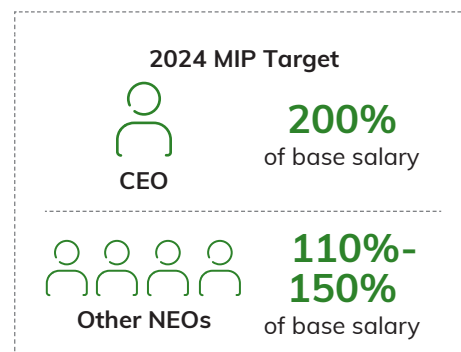 2024 MIP Target
200%
of base salary
CEO
110%-
150%
Other NEOs
of base salary